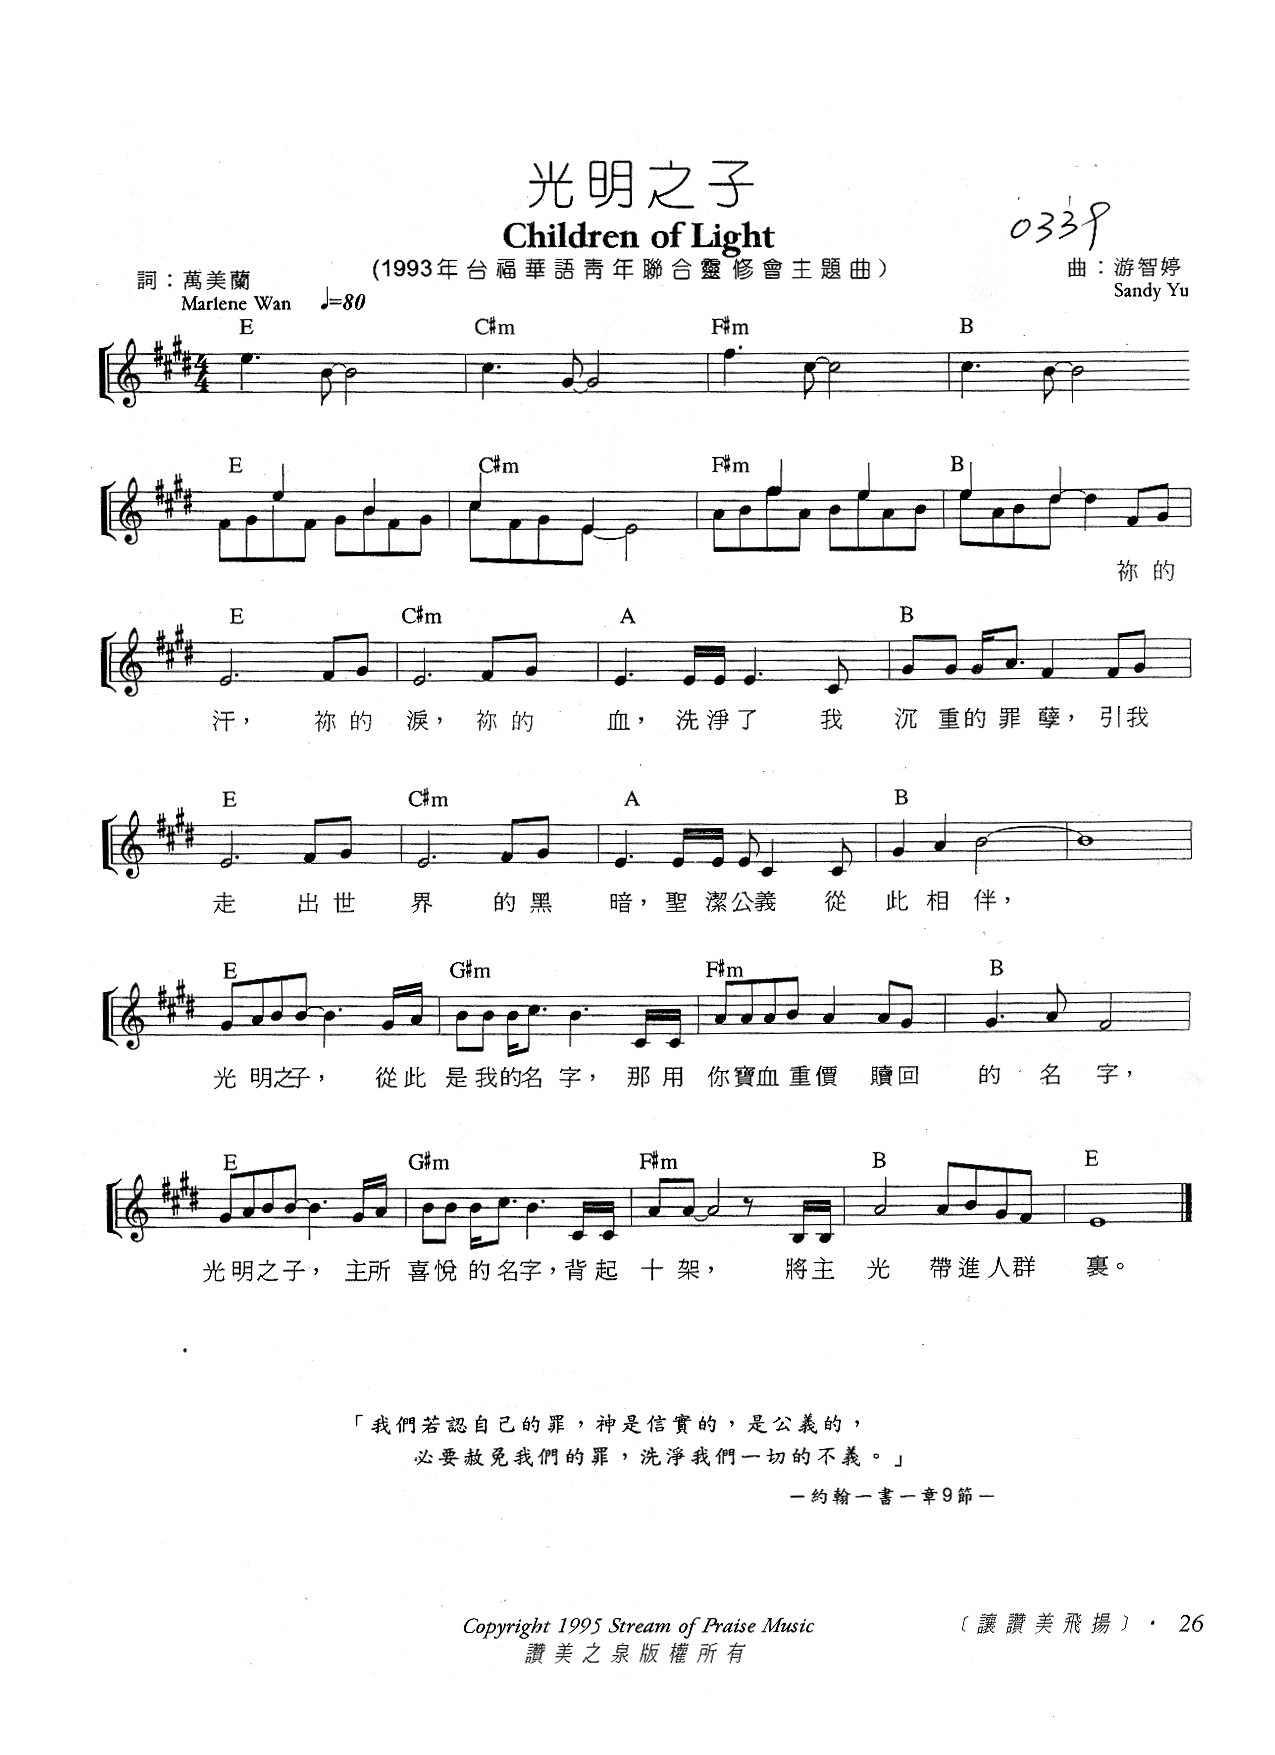 光明之子
Children of Light
0339
(1993年台福華語青年聯合靈修會主題曲)
詞：萬美蘭
曲：游智婷
Marlene Wan ♩=80
Sandy Yu
E C#m F#m B
4/4
E C#m F#m B
祢的
E C#m A B
汗，祢的淚，祢的血，洗淨了我沉重的罪孽，引我
E C#m A B
走出世界的黑暗，聖潔公義從此相伴，
E G#m F#m B
光明之子，從此是我的名字，那用你寶血重價贖回的名字，
E G#m F#m B E
光明之子，主所喜悅的名字，背起十架，將主光帶進人群裏。
「我們若認自己的罪，神是信實的，是公義的，
必要赦免我們的罪，洗淨我們一切的不義。」
—約翰一書一章9節—
Copyright 1995 Stream of Praise Music
〔讓讚美飛揚〕· 26
讚美之泉版權所有